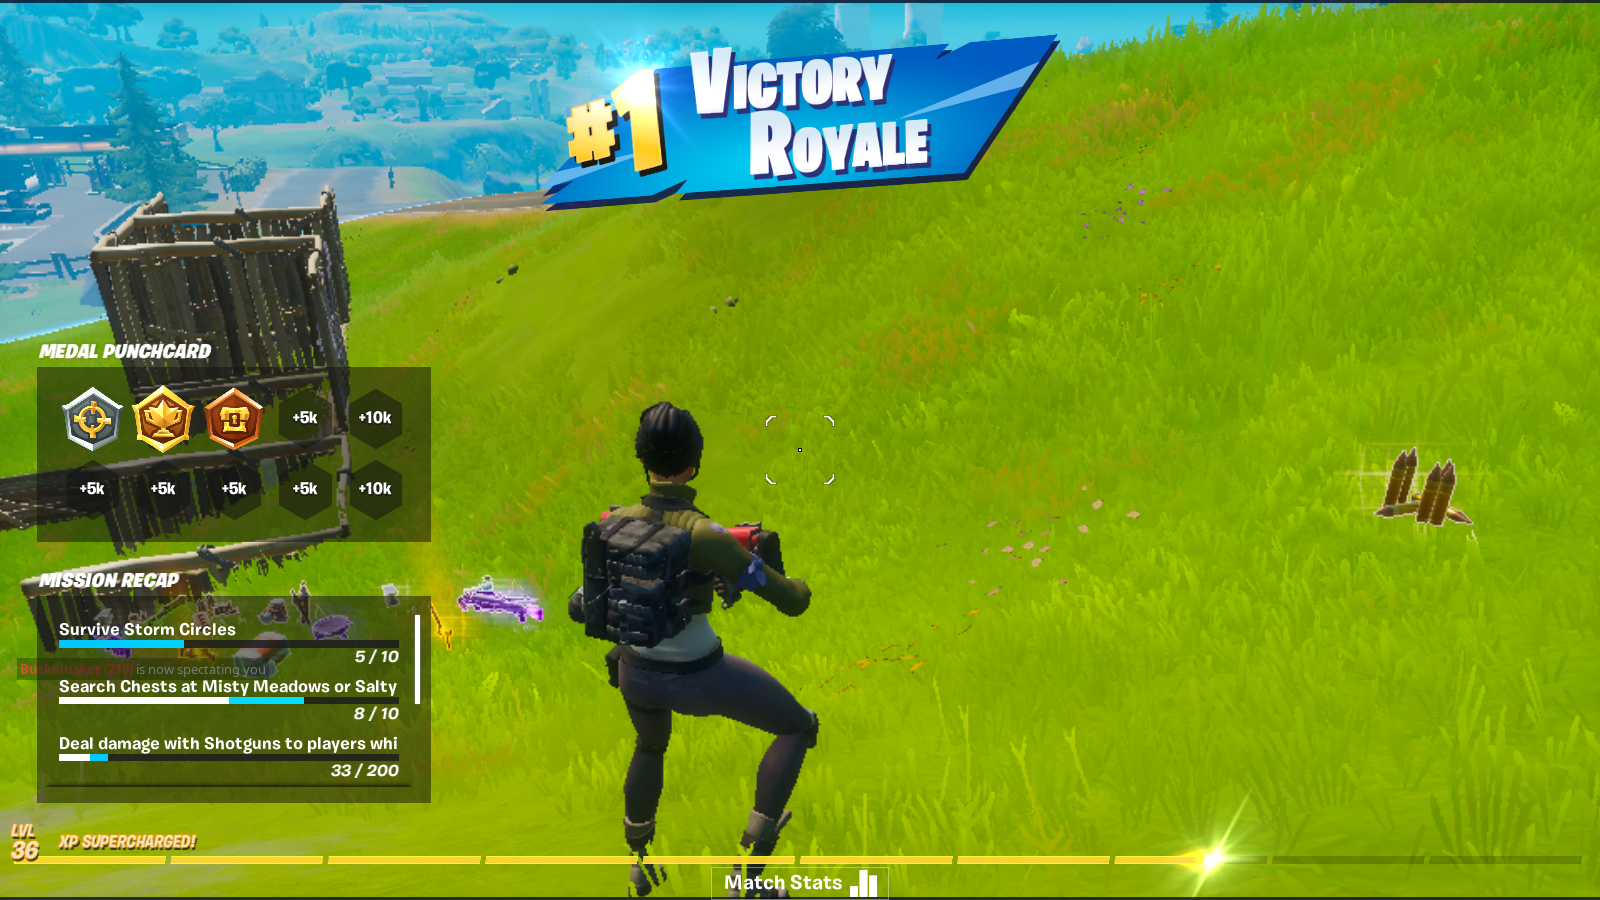 #1 VICTORY
ROYALE
MEDAL PUNCHCARD
+5k
+10k
+5k
+5k
+5k
+5k
+10k
MISSION RECAP
Survive Storm Circles
5 / 10
Buskelusker (210) is now spectating you
Search Chests at Misty Meadows or Salty
8 / 10
Deal damage with Shotguns to players whi
33 / 200
LVL
36
XP SUPERCHARGED!
Match Stats